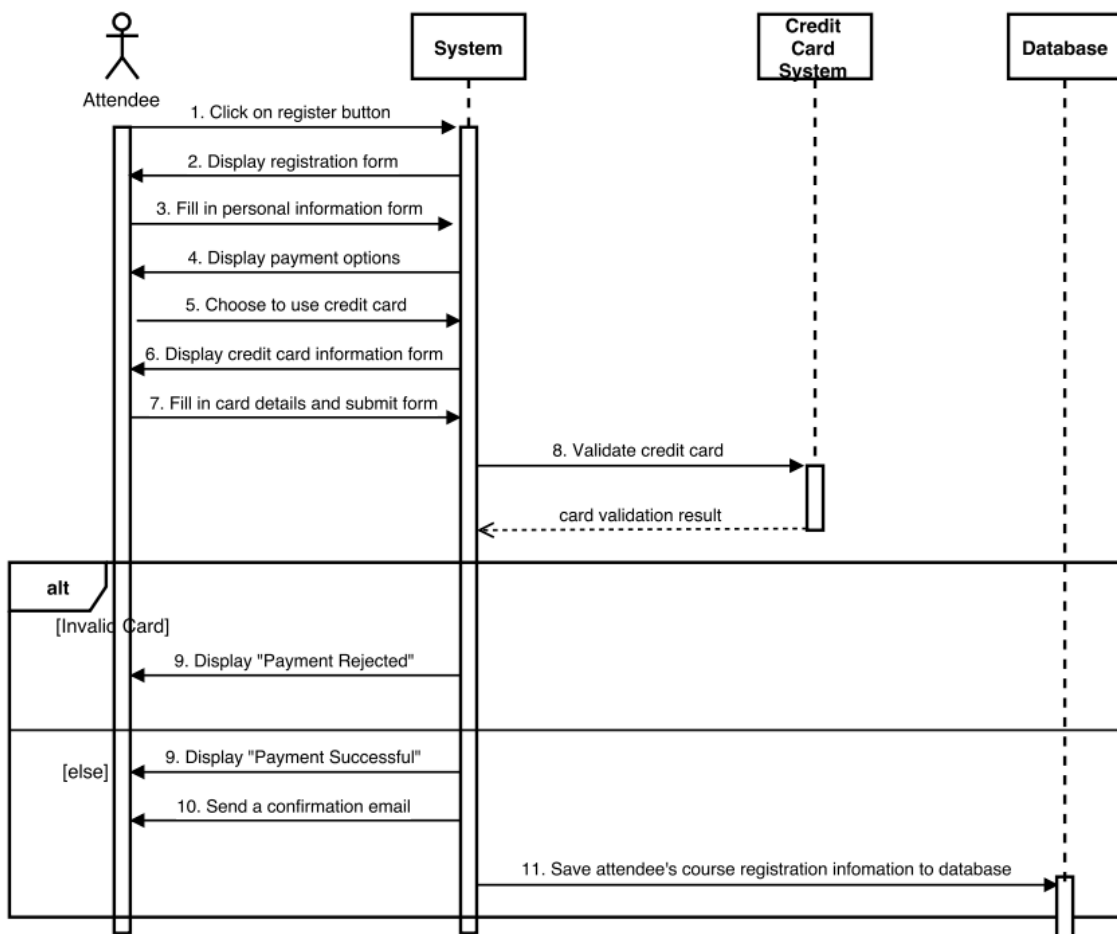 System
Credit
Card
System
Database
Attendee
1. Click on register button
2. Display registration form
3. Fill in personal information form
4. Display payment options
5. Choose to use credit card
6. Display credit card information form
7. Fill in card details and submit form
8. Validate credit card
card validation result
alt
[Invalid Card]
9. Display "Payment Rejected"
9. Display "Payment Successful"
[else]
10. Send a confirmation email
11. Save attendee's course registration infomation to database